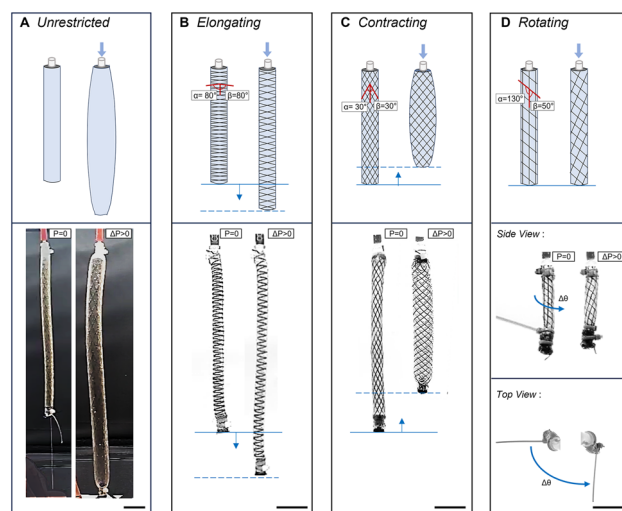 A Unrestricted
B Elongating
C Contracting
D Rotating
α= 80°
β=80°
α= 30°
β=30°
α=130°
β=50°
P=0
ΔP>0
P=0
ΔP>0
P=0
ΔP>0
Side View :
P=0
ΔP>0
Δθ
Top View :
Δθ